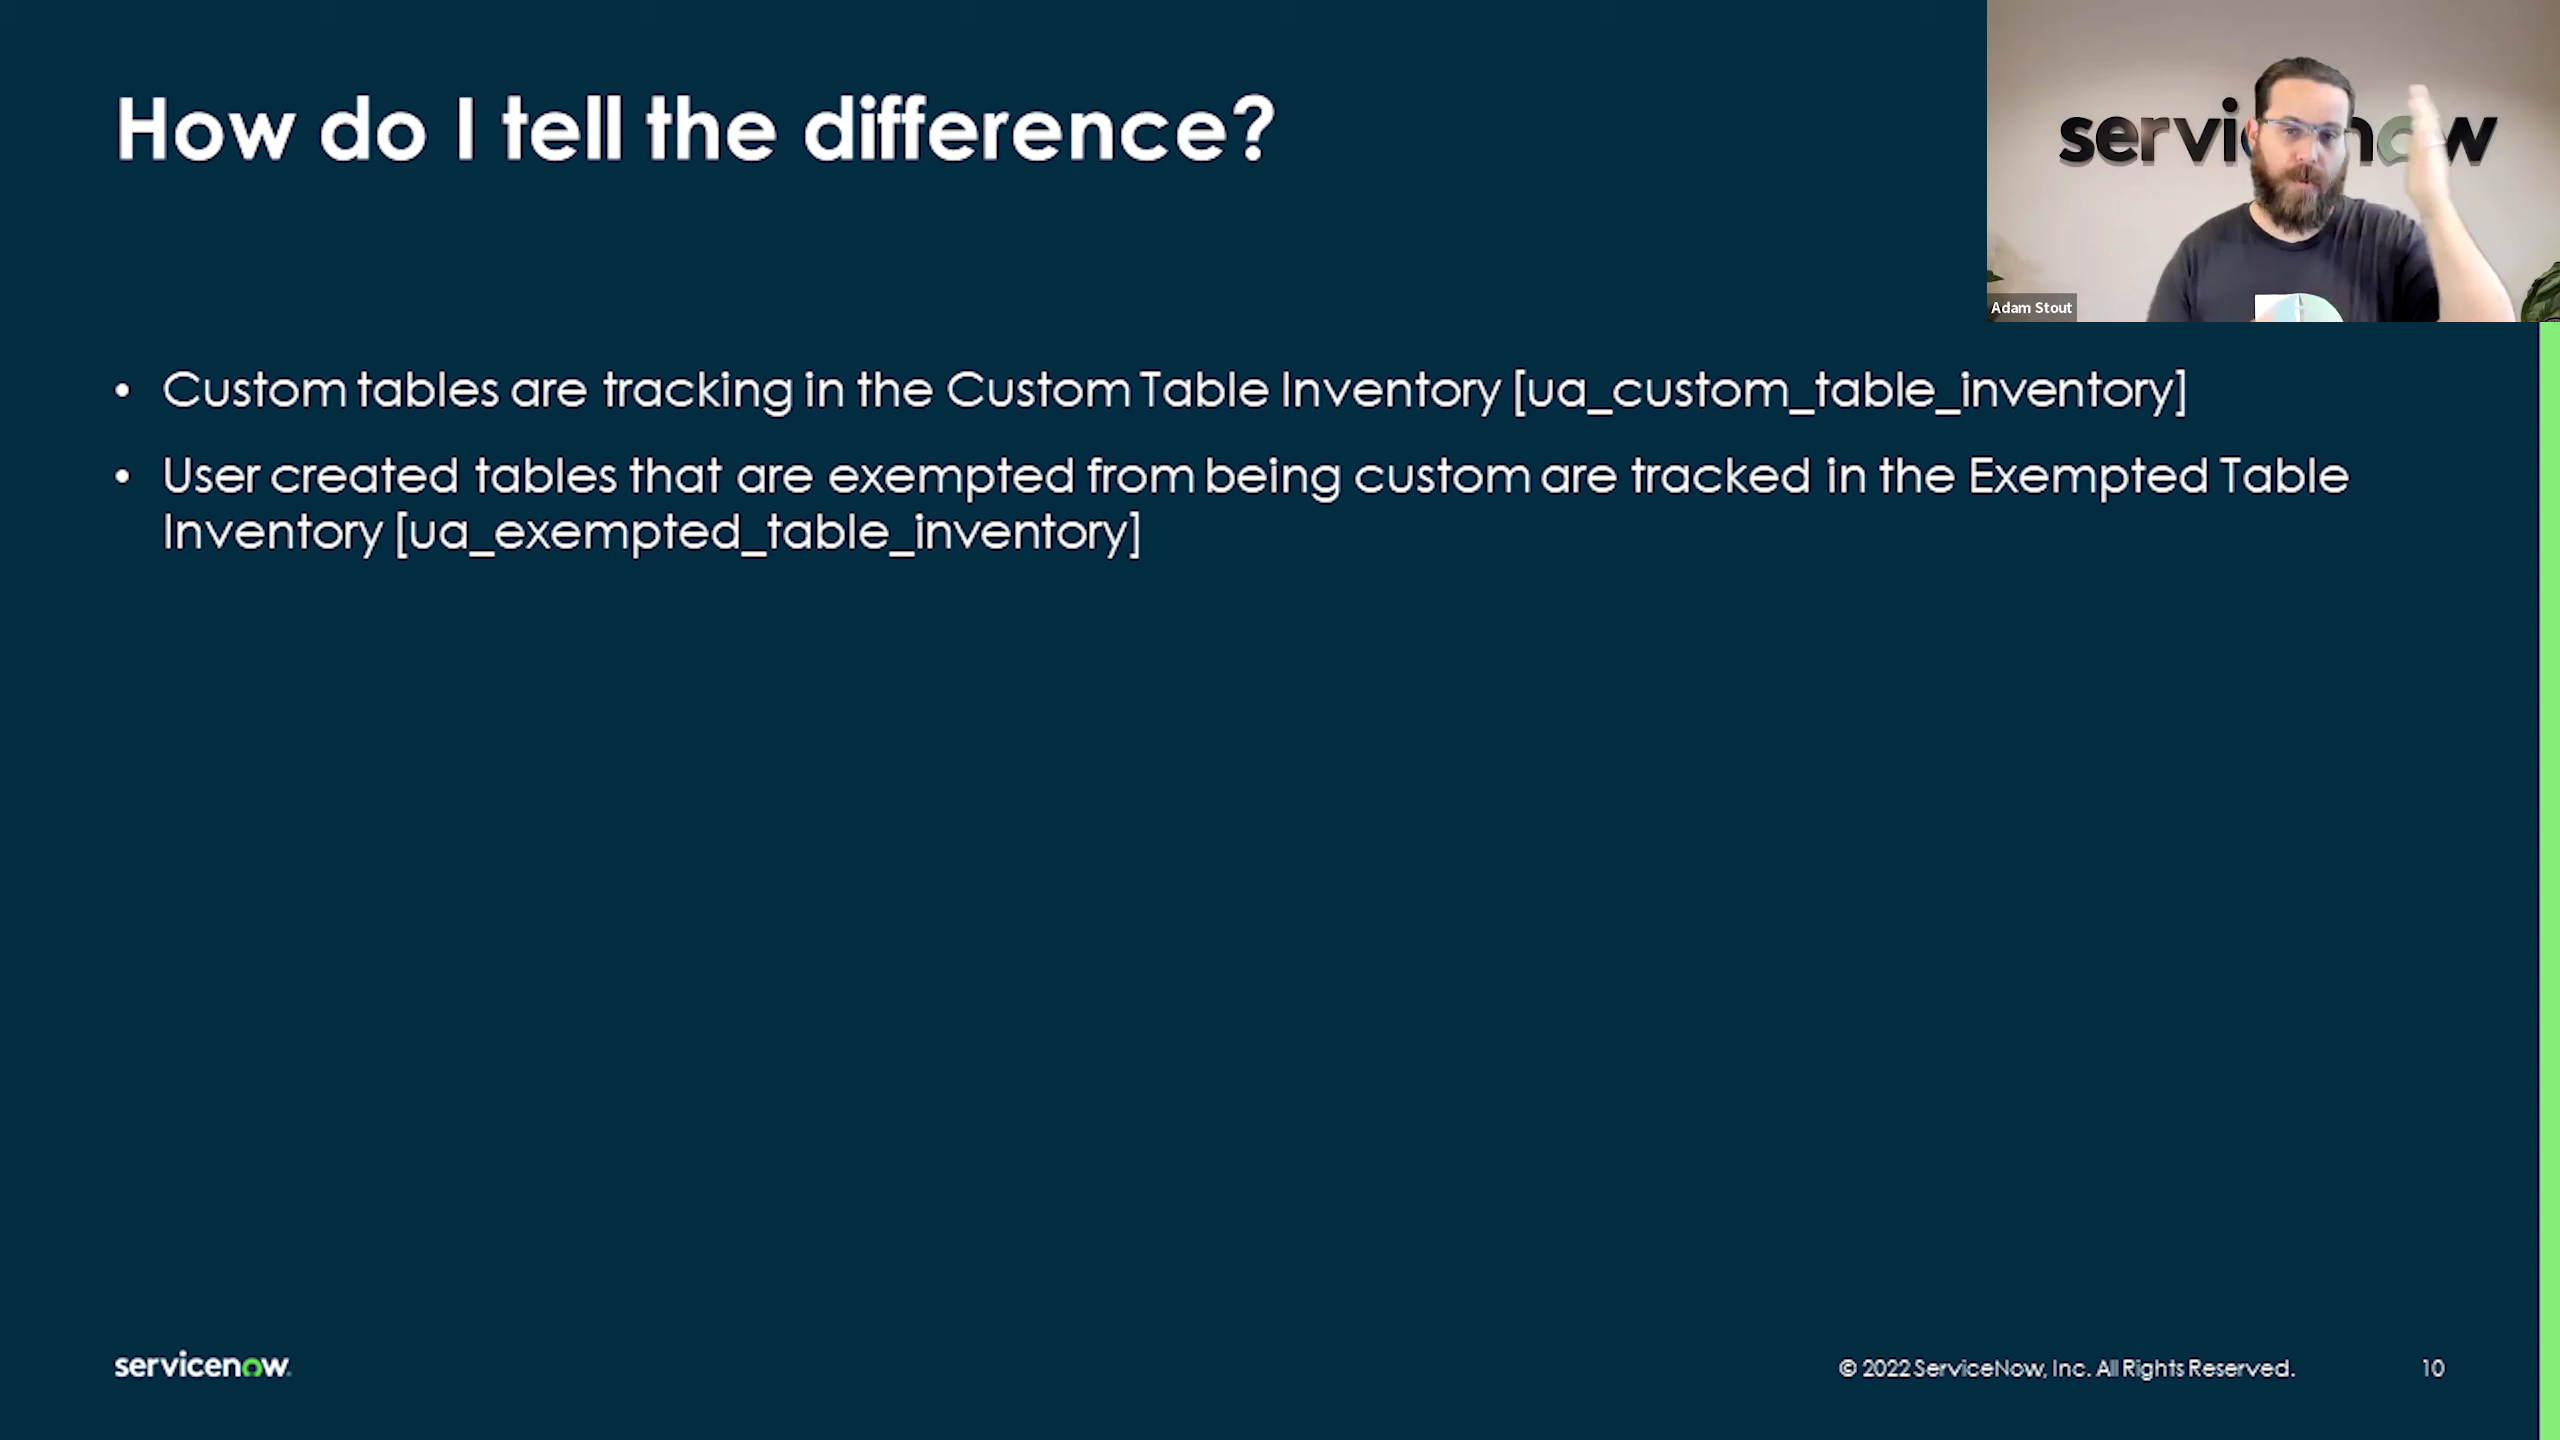 How do I tell the difference?
servicenow
Adam Stout
• Custom tables are tracking in the Custom Table Inventory [ua_custom_table_inventory]
• User created tables that are exempted from being custom are tracked in the Exempted Table
Inventory [ua_exempted_table_inventory]
servicenow
© 2022 ServiceNow, Inc. All Rights Reserved.
10